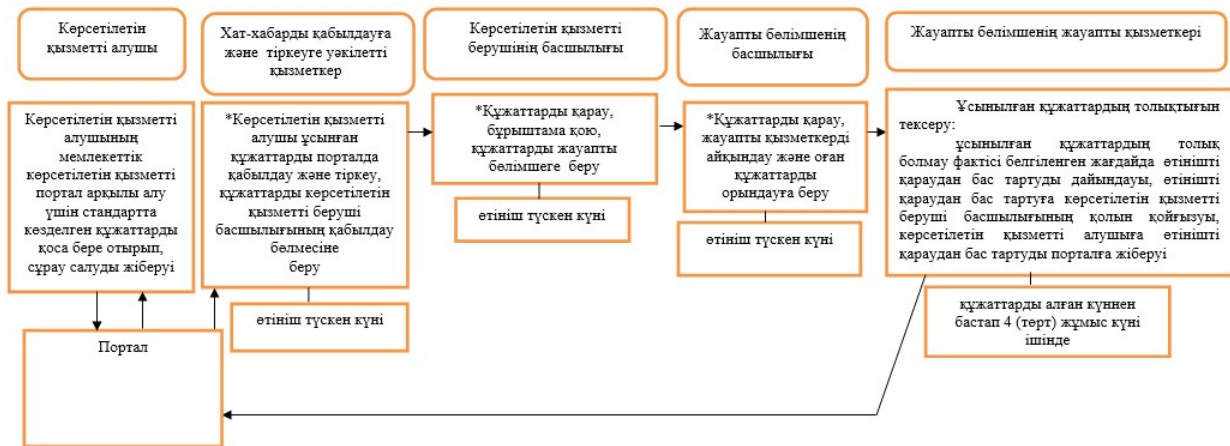 Көрсетілетін
қызметті алушы
Хат-хабарды қабылдауға
және тіркеуге уәкілетті
қызметкер
Көрсетілетін қызметті
берушінің басшылығы
Жауапты бөлімшенің
басшылығы
Жауапты бөлімшенің жауапты қызметкері
Көрсетілетін қызметті
алушының
мемлекеттік
көрсетілетін қызметті
портал арқылы алу
үшін стандартта
көзделген құжаттарды
қоса бере отырып,
сұрау салуды жіберуі
*Көрсетілетін қызметті
алушы ұсынған
құжаттарды порталда
қабылдау және тіркеу,
құжаттарды көрсетілетін
қызметті беруші
басшылығының қабылдау
бөлмесіне
беру
өтініш түскен күні
*Құжаттарды қарау,
бұрыштама қою,
құжаттарды жауапты
бөлімшеге беру
өтініш түскен күні
*Құжаттарды қарау,
жауапты қызметкерді
айқындау және оған
құжаттарды
орындауға беру
өтініш түскен күні
Ұсынылған құжаттардың толықтығын
тексеру:
ұсынылған құжаттардың толық
болмау фактісі белгіленген жағдайда өтінішті
қараудан бас тартуды дайындауы, өтінішті
қараудан бас тартуға көрсетілетін қызметті
беруші басшылығының қолын қойғызуы,
көрсетілетін қызметті алушыға өтінішті
қараудан бас тартуды порталға жіберуі
құжаттарды алған күннен
бастап 4 (төрт) жұмыс күні
ішінде
Портал